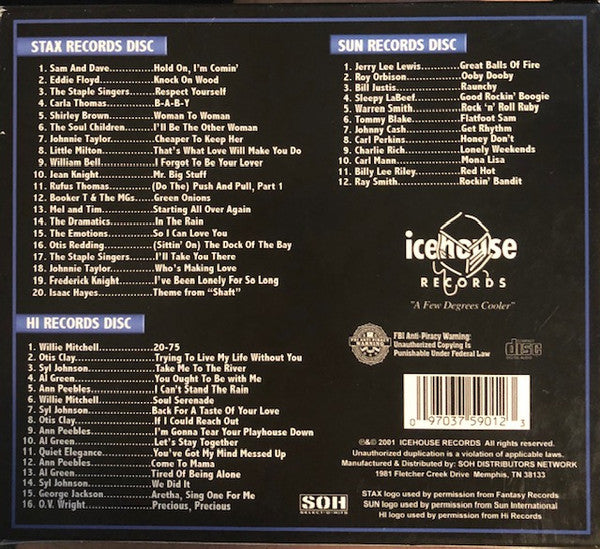 STAX RECORDS DISC
1. Sam And Dave............Hold On, I'm Comin'
2. Eddie Floyd................Knock On Wood
3. The Staple Singers........Respect Yourself
4. Carla Thomas.............B-A-B-Y
5. Shirley Brown.............Woman To Woman
6. The Soul Children........I'll Be The Other Woman
7. Johnnie Taylor............Cheaper To Keep Her
8. Little Milton...............That's What Love Will Make You Do
9. William Bell................I Forgot To Be Your Lover
10. Jean Knight..............Mr. Big Stuff
11. Rufus Thomas...........(Do The) Push And Pull, Part 1
12. Booker T & The MGs...Green Onions
13. Mel and Tim..............Starting All Over Again
14. The Dramatics...........In The Rain
15. The Emotions............So I Can Love You
16. Otis Redding.............(Sittin' On) The Dock Of The Bay
17. The Staple Singers......I'll Take You There
18. Johnnie Taylor...........Who's Making Love
19. Frederick Knight.........I've Been Lonely For So Long
20. Isaac Hayes..............Theme from "Shaft"
HI RECORDS DISC
1. Willie Mitchell..............20-75
2. Otis Clay....................Trying To Live My Life Without You
3. Syl Johnson................Take Me To The River
4. Al Green....................You Ought To Be with Me
5. Ann Peebles................I Can't Stand The Rain
6. Willie Mitchell..............Soul Serenade
7. Syl Johnson................Back For A Taste Of Your Love
8. Otis Clay....................If I Could Reach Out
9. Ann Peebles................I'm Gonna Tear Your Playhouse Down
10. Al Green...................Let's Stay Together
11. Quiet Elegance...........You've Got My Mind Messed Up
12. Ann Peebles..............Come To Mama
13. Al Green...................Tired Of Being Alone
14. Syl Johnson...............We Did It
15. George Jackson..........Aretha, Sing One For Me
16. O.V. Wright...............Precious, Precious
SUN RECORDS DISC
1. Jerry Lee Lewis..........Great Balls Of Fire
2. Roy Orbison...............Ooby Dooby
3. Bill Justis..................Raunchy
4. Sleepy LaBeef............Good Rockin' Boogie
5. Warren Smith............Rock 'n' Roll Ruby
6. Tommy Blake.............Flatfoot Sam
7. Johnny Cash..............Get Rhythm
8. Carl Perkins...............Honey Don't
9. Charlie Rich...............Lonely Weekends
10. Carl Mann................Mona Lisa
11. Billy Lee Riley...........Red Hot
12. Ray Smith................Rockin' Bandit
icehouse
RECORDS
"A Few Degrees Cooler"
FBI ANTI-PIRACY
WARNING
FBI Anti-Piracy Warning:
Unauthorized Copying Is
Punishable Under Federal Law
COMPACT
disc
DIGITAL AUDIO
0 97037 59012 3
℗&© 2001 ICEHOUSE RECORDS All rights reserved.
Unauthorized duplication is a violation of applicable laws.
Manufactured & Distributed by: SOH DISTRIBUTORS NETWORK
1981 Fletcher Creek Drive Memphis, TN 38133
SOH
SELECT-O-HITS
STAX logo used by permission from Fantasy Records
SUN logo used by permission from Sun International
HI logo used by permission from Hi Records